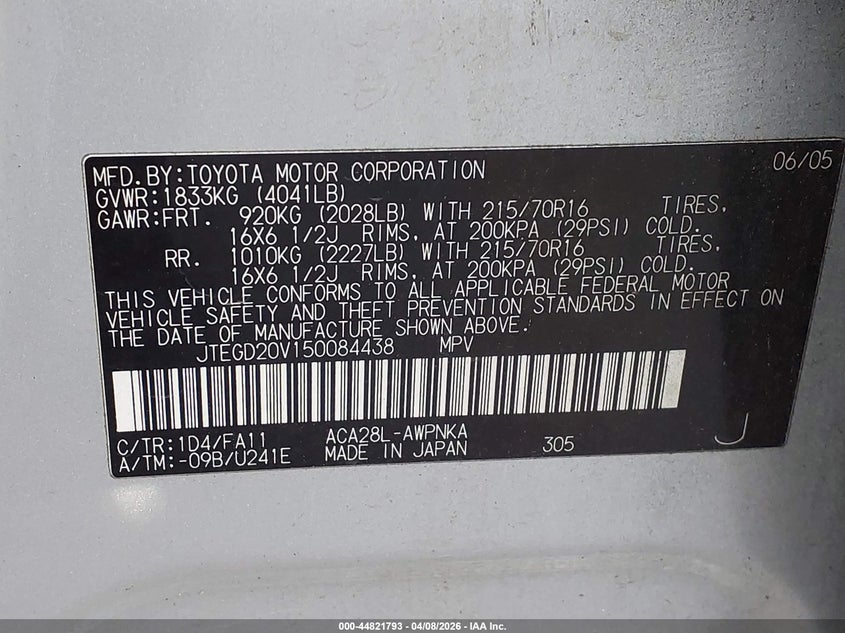 MFD.BY:TOYOTA MOTOR CORPORATION 06/05
GVWR:1833KG (4041LB)
GAWR:FRT. 920KG (2028LB) WITH 215/70R16 TIRES,
16X6 1/2J RIMS, AT 200KPA (29PSI) COLD.
RR. 1010KG (2227LB) WITH 215/70R16 TIRES,
16X6 1/2J RIMS, AT 200KPA (29PSI) COLD.
THIS VEHICLE CONFORMS TO ALL APPLICABLE FEDERAL MOTOR
VEHICLE SAFETY AND THEFT PREVENTION STANDARDS IN EFFECT ON
THE DATE OF MANUFACTURE SHOWN ABOVE.
JTEGD20V150084438 MPV
C/TR:1D4/FA11 ACA28L-AWPNKA
A/TM:-09B/U241E MADE IN JAPAN 305 J
000-44821793 - 04/08/2026 - IAA Inc.